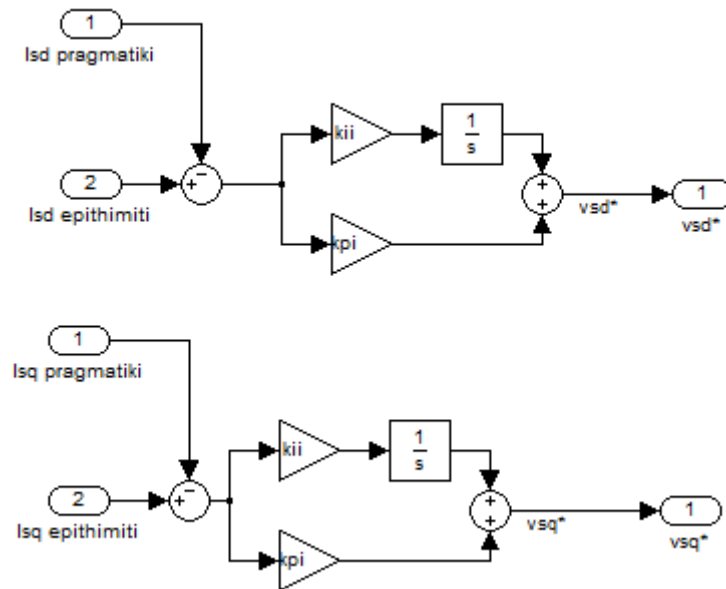 1
Isd pragmatiki
kii
1
s
2
Isd epithimiti
+
−
+
+
vsd*
1
vsd*
kpi
1
Isq pragmatiki
kii
1
s
2
Isq epithimiti
+
−
+
+
vsq*
1
vsq*
kpi